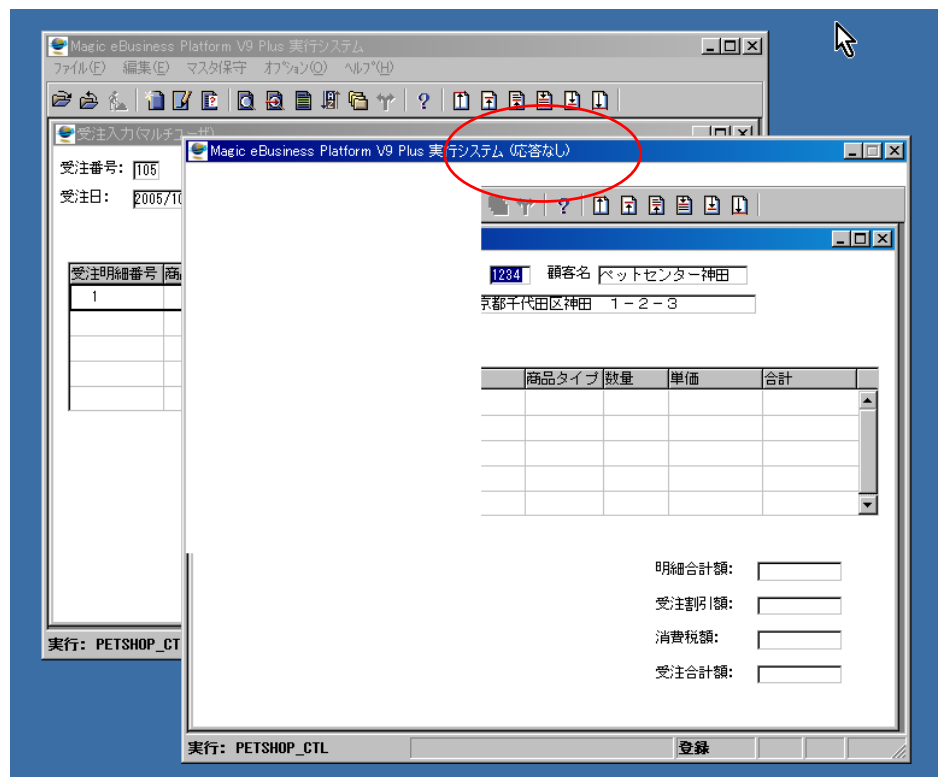 Magic eBusiness Platform V9 Plus 実行システム
ファイル(F) 編集(E) マスタ保守 オプション(O) ヘルプ(H)
受注入力(マルチユーザ)
受注番号: 105
受注日: 2005/10
受注明細番号 商
1
実行: PETSHOP_CT
Magic eBusiness Platform V9 Plus 実行システム (応答なし)
1234 顧客名 ペットセンター神田
京都千代田区神田 1-2-3
商品タイプ 数量 単価 合計
明細合計額:
受注割引額:
消費税額:
受注合計額:
実行: PETSHOP_CTL 登録